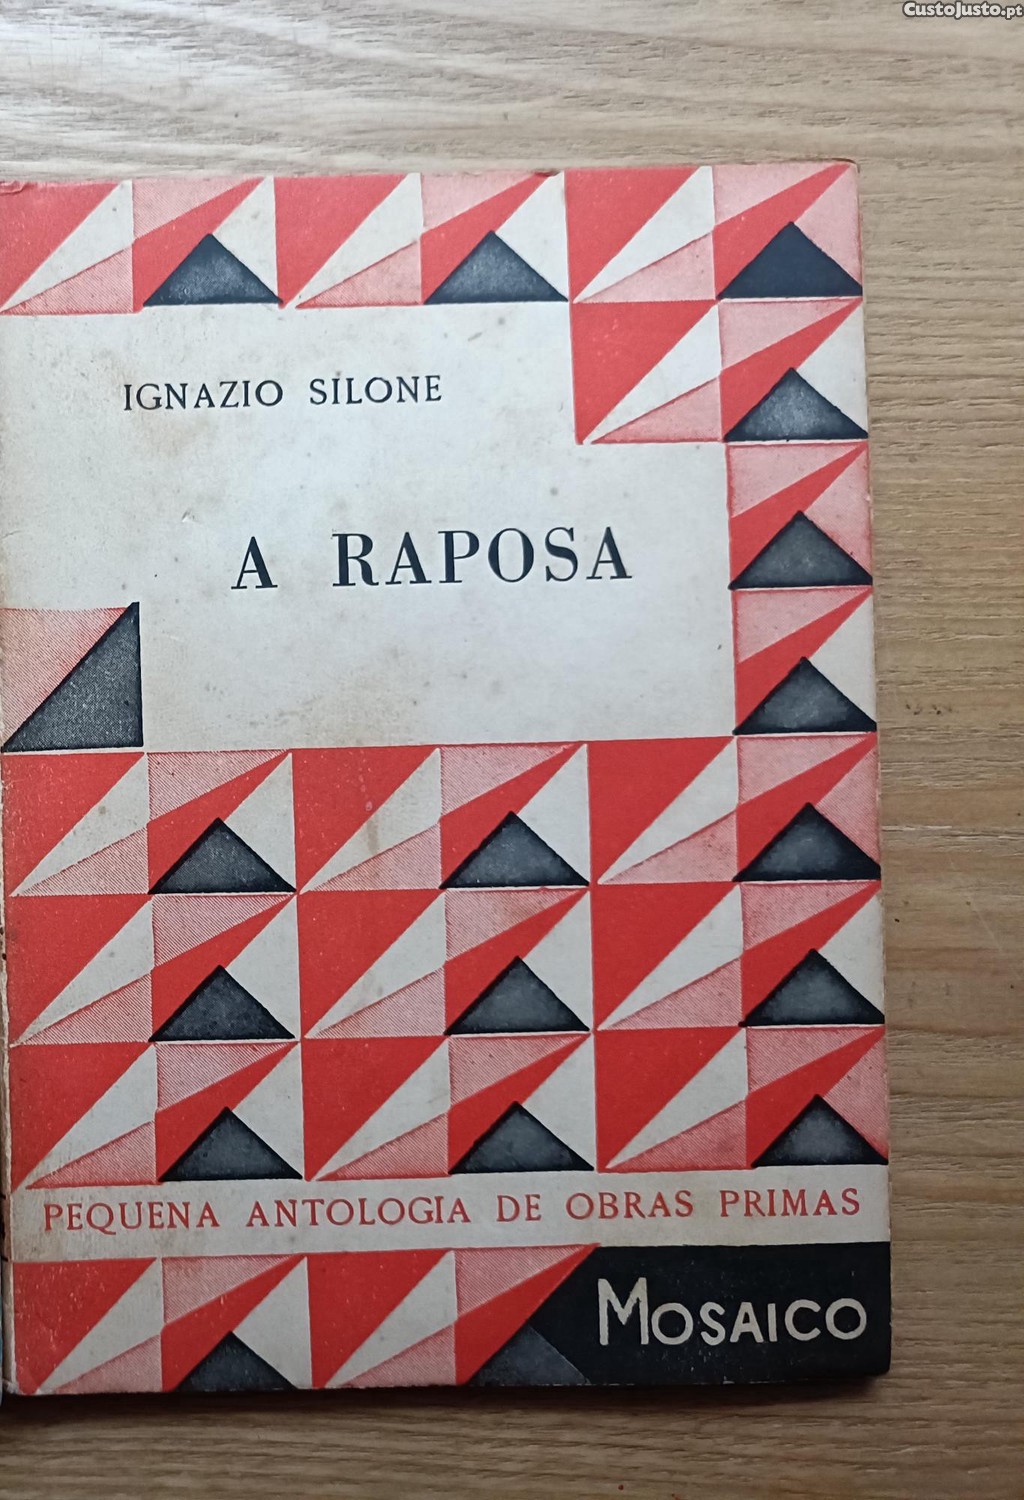 CustoJusto.pt
IGNAZIO SILONE
A RAPOSA
PEQUENA ANTOLOGIA DE OBRAS PRIMAS
MOSAICO